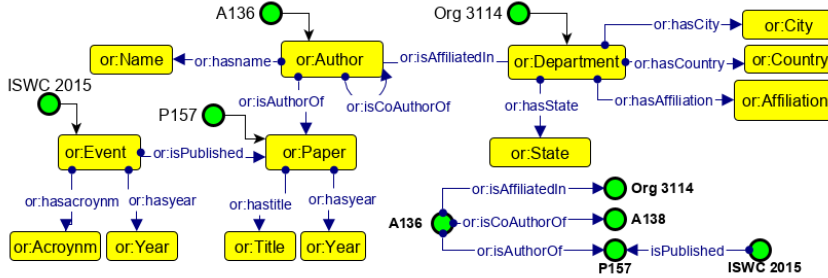 A136
Org 3114
or:City
or:Name
or:hasname
or:Author
or:isAffiliatedIn
or:Department
or:hasCity
or:hasCountry
or:Country
ISWC 2015
or:isAuthorOf
or:isCoAuthorOf
or:hasState
or:hasAffiliation
or:Affiliation
P157
or:Event
or:isPublished
or:Paper
or:State
or:hasacroynm
or:hasyear
or:hastitle
or:hasyear
or:Acroynm
or:Year
or:Title
or:Year
or:isAffiliatedIn
Org 3114
A136
or:isCoAuthorOf
A138
or:isAuthorOf
isPublished
P157
ISWC 2015